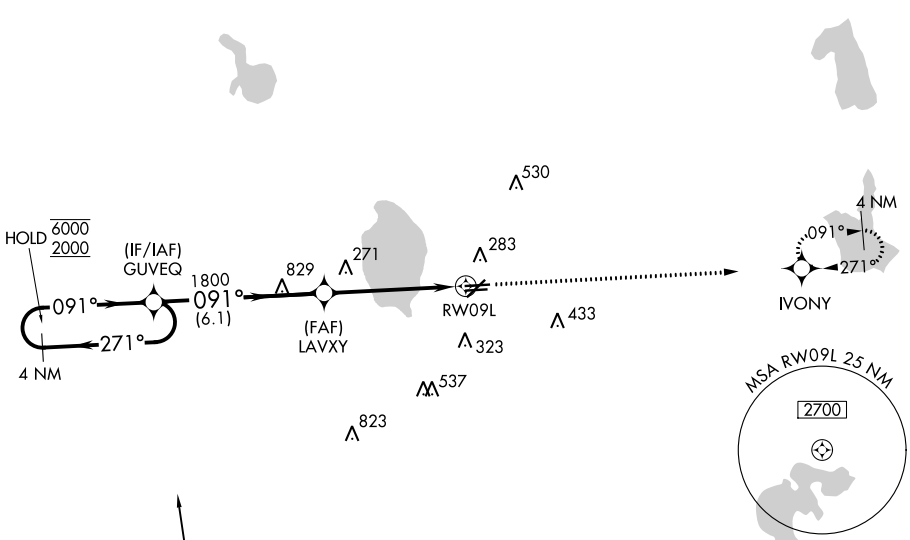 530
4 NM
HOLD 6000
2000
091°
(IF/IAF)
GUVEQ
283
271
829
1800
091°
(6.1)
091°
271°
IVONY
RW09L
433
(FAF)
LAVXY
323
271°
4 NM
537
823
MSA RW09L 25 NM
2700